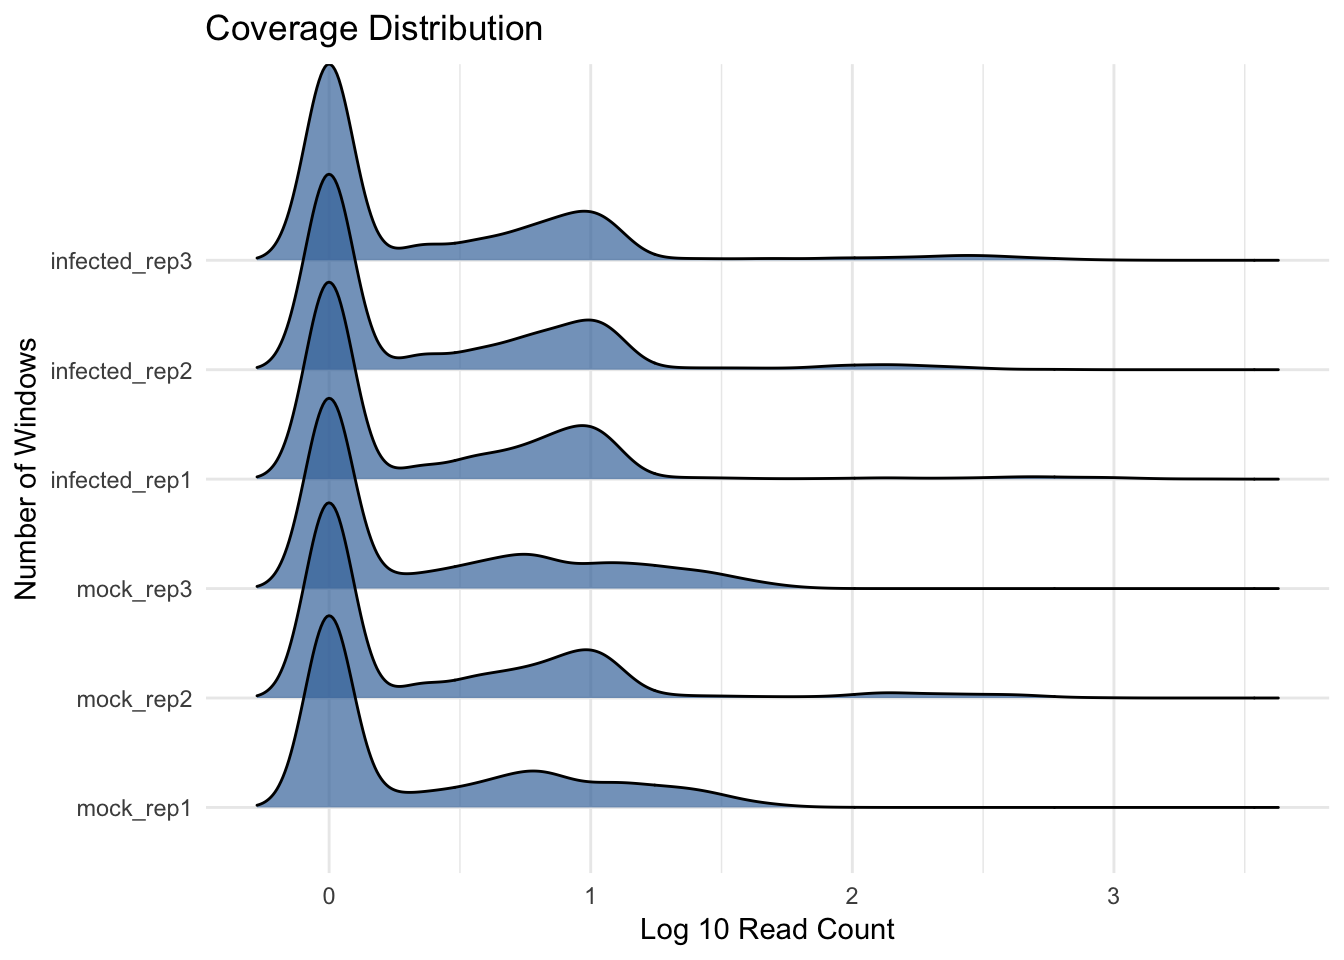 Coverage Distribution
Number of Windows
infected_rep3
infected_rep2
infected_rep1
mock_rep3
mock_rep2
mock_rep1
0 1 2 3
Log 10 Read Count